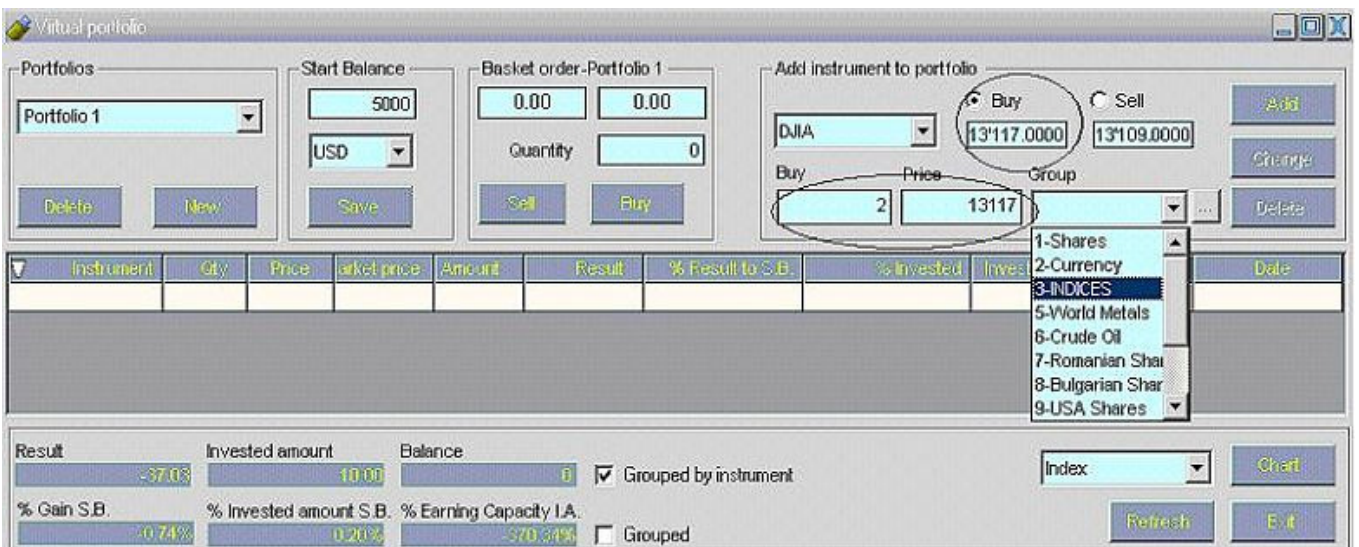 Virtual portfolio
Portfolios
Portfolio 1
Delete New
Start Balance
5000
USD
Save
Basket order-Portfolio 1
0.00 0.00
Quantity 0
Sell Buy
Add instrument to portfolio
Buy Sell
DJIA 13'117.0000 13'109.0000
Buy Price Group
2 13117 ...
Add
Change
Delete
1-Shares
2-Currency
3-INDICES
5-World Metals
6-Crude Oil
7-Romanian Shar
8-Bulgarian Shar
9-USA Shares
Instrument Qty Price arket price Amount Result % Result to S.B. % Invested Invest Date
Result Invested amount Balance
-37.03 10.00 0 Grouped by instrument
% Gain S.B. % Invested amount S.B. % Earning Capacity I.A.
-0.74% 0.20% -370.34% Grouped
Index Chart
Refresh Exit